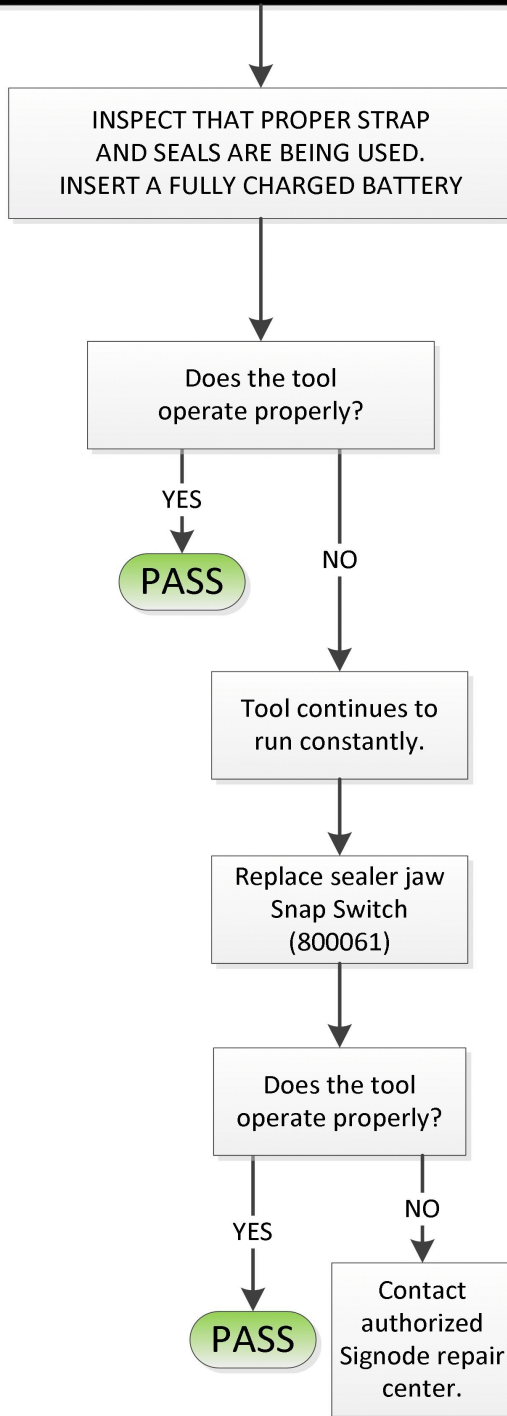 INSPECT THAT PROPER STRAP
AND SEALS ARE BEING USED.
INSERT A FULLY CHARGED BATTERY
Does the tool
operate properly?
YES
PASS
NO
Tool continues to
run constantly.
Replace sealer jaw
Snap Switch
(800061)
Does the tool
operate properly?
YES
PASS
NO
Contact
authorized
Signode repair
center.